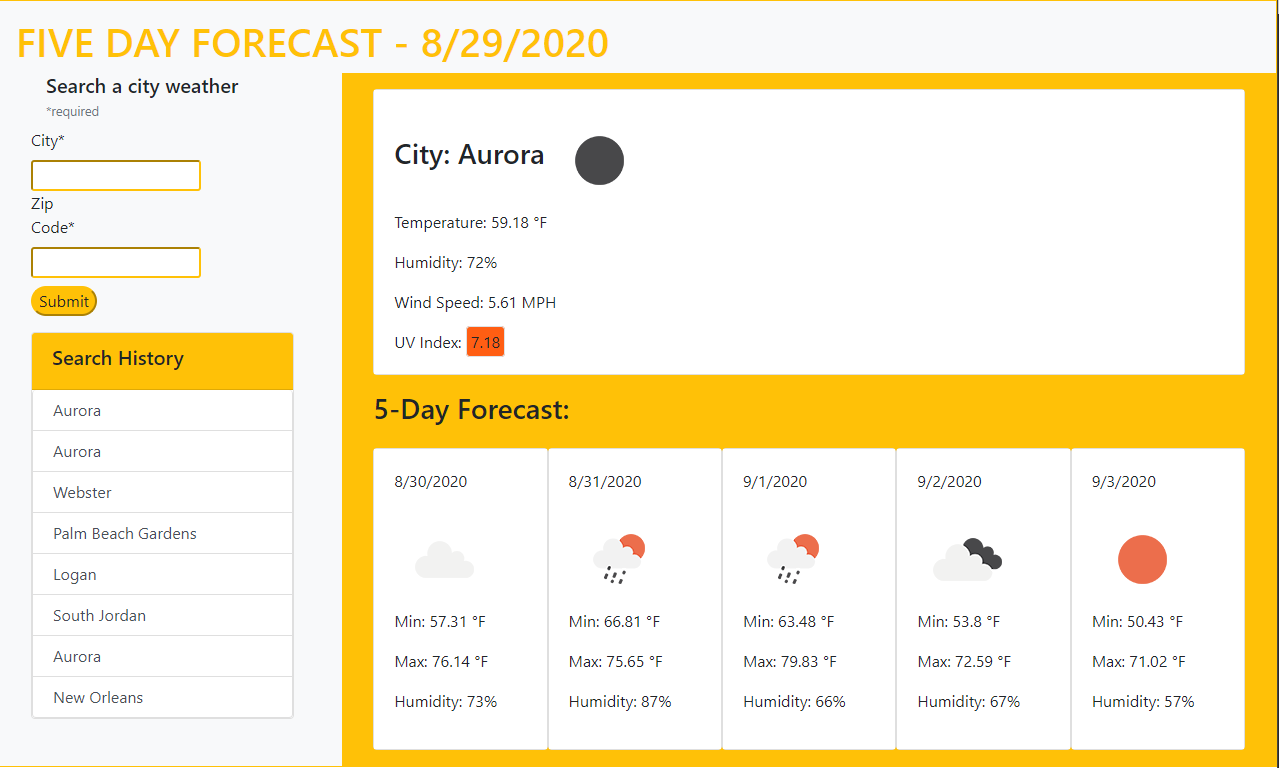 FIVE DAY FORECAST - 8/29/2020
Search a city weather
*required
City*
Zip
Code*
Submit
Search History
Aurora
Aurora
Webster
Palm Beach Gardens
Logan
South Jordan
Aurora
New Orleans
City: Aurora
Temperature: 59.18 °F
Humidity: 72%
Wind Speed: 5.61 MPH
UV Index: 7.18
5-Day Forecast:
8/30/2020
Min: 57.31 °F
Max: 76.14 °F
Humidity: 73%
8/31/2020
Min: 66.81 °F
Max: 75.65 °F
Humidity: 87%
9/1/2020
Min: 63.48 °F
Max: 79.83 °F
Humidity: 66%
9/2/2020
Min: 53.8 °F
Max: 72.59 °F
Humidity: 67%
9/3/2020
Min: 50.43 °F
Max: 71.02 °F
Humidity: 57%